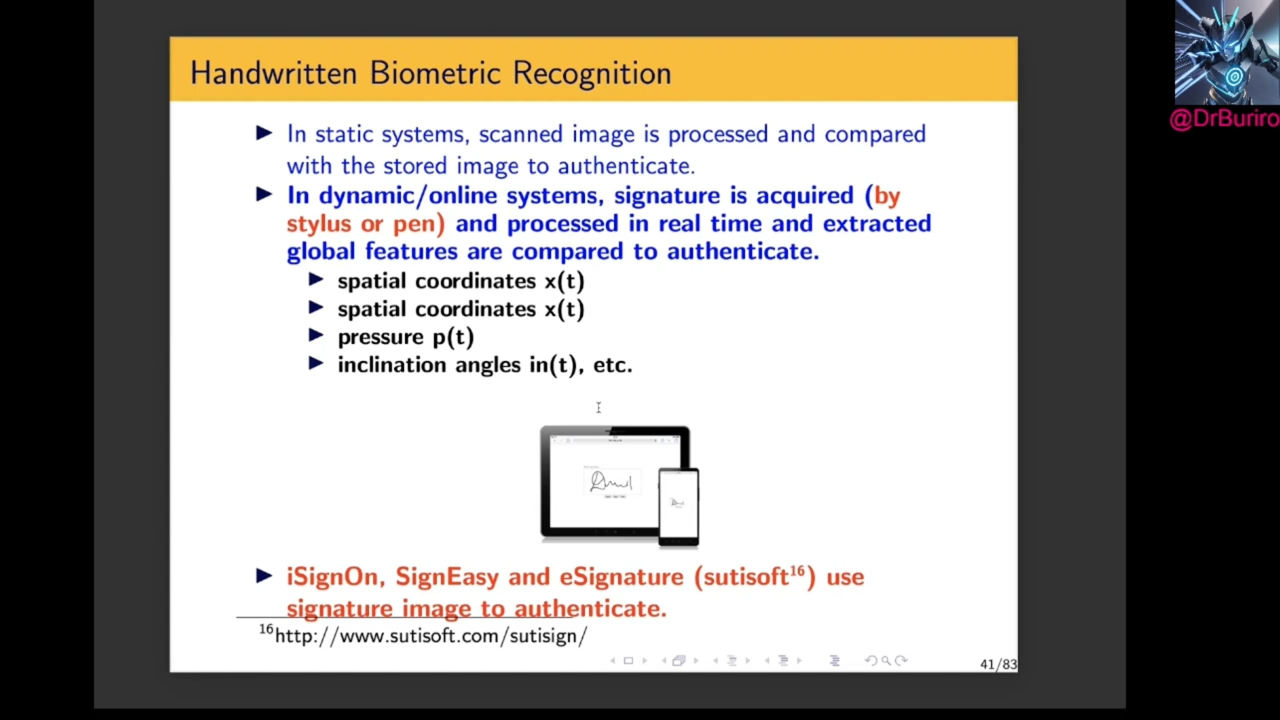 Handwritten Biometric Recognition
@DrBuriro
In static systems, scanned image is processed and compared
with the stored image to authenticate.
In dynamic/online systems, signature is acquired (by
stylus or pen) and processed in real time and extracted
global features are compared to authenticate.
spatial coordinates x(t)
spatial coordinates x(t)
pressure p(t)
inclination angles in(t), etc.
iSignOn, SignEasy and eSignature (sutisoft16) use
signature image to authenticate.
16http://www.sutisoft.com/sutisign/
41/83